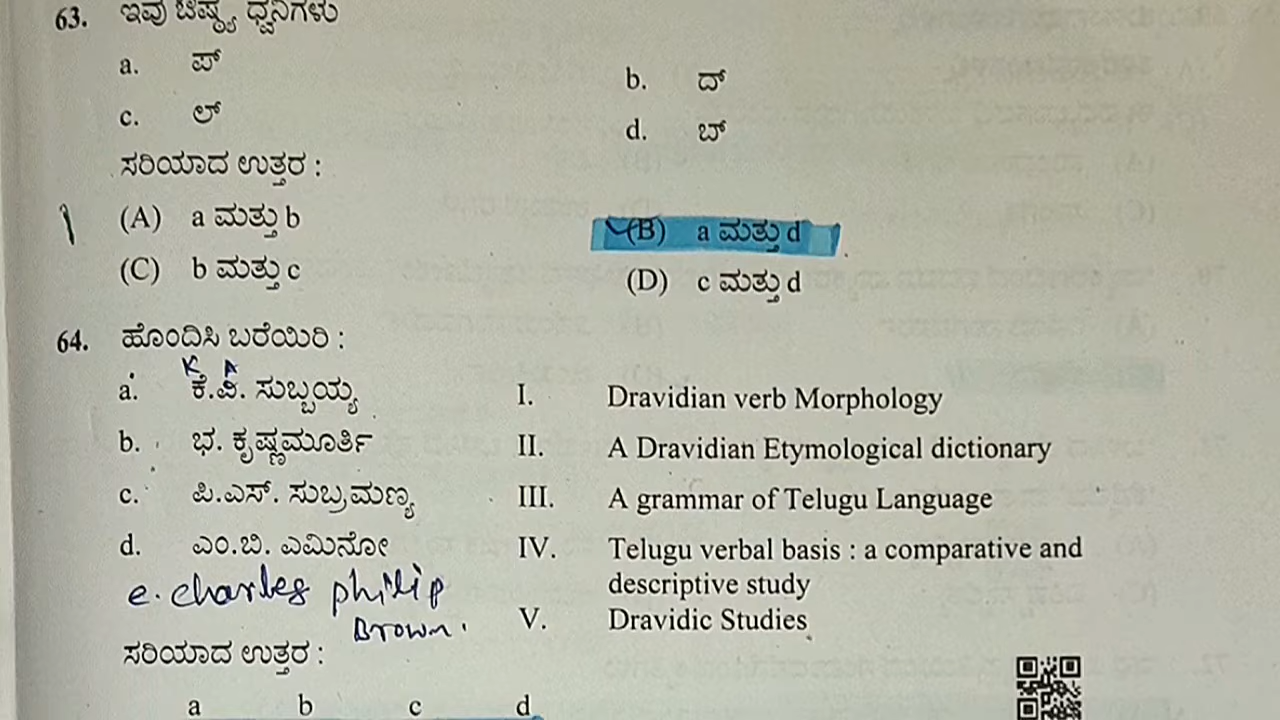 63. ಇವು ಓಷ್ಠ್ಯ ಧ್ವನಿಗಳು
a. ಪ್
b. ದ್
c. ಲ್
d. ಬ್
ಸರಿಯಾದ ಉತ್ತರ :
(A) a ಮತ್ತು b
(B) a ಮತ್ತು d
(C) b ಮತ್ತು c
(D) c ಮತ್ತು d
64. ಹೊಂದಿಸಿ ಬರೆಯಿರಿ :
K A
a. ಕೆ.ವಿ. ಸುಬ್ಬಯ್ಯ I. Dravidian verb Morphology
b. ಭ. ಕೃಷ್ಣಮೂರ್ತಿ II. A Dravidian Etymological dictionary
c. ಪಿ.ಎಸ್. ಸುಬ್ರಮಣ್ಯ III. A grammar of Telugu Language
d. ಎಂ.ಬಿ. ಎಮಿನೋ IV. Telugu verbal basis : a comparative and
descriptive study
e. charles philip
Brown.
V. Dravidic Studies
ಸರಿಯಾದ ಉತ್ತರ :
a b c d